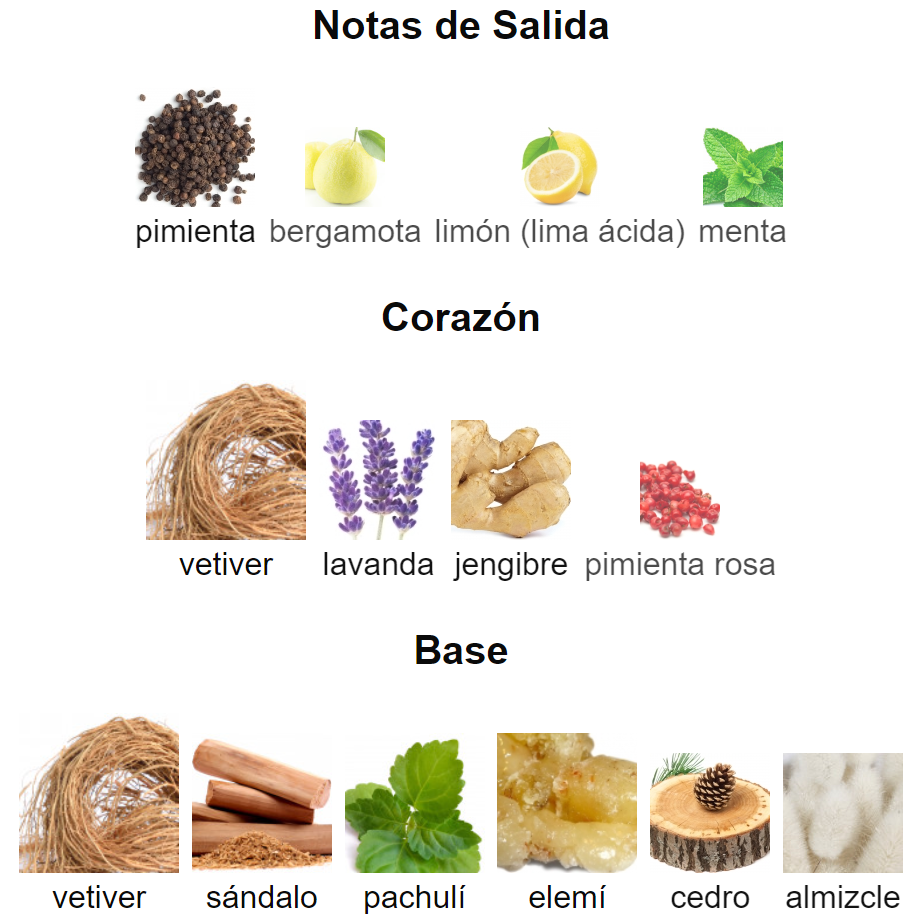 Notas de Salida
pimienta bergamota limón (lima ácida) menta
Corazón
vetiver lavanda jengibre pimienta rosa
Base
vetiver sándalo pachulí elemí cedro almizcle